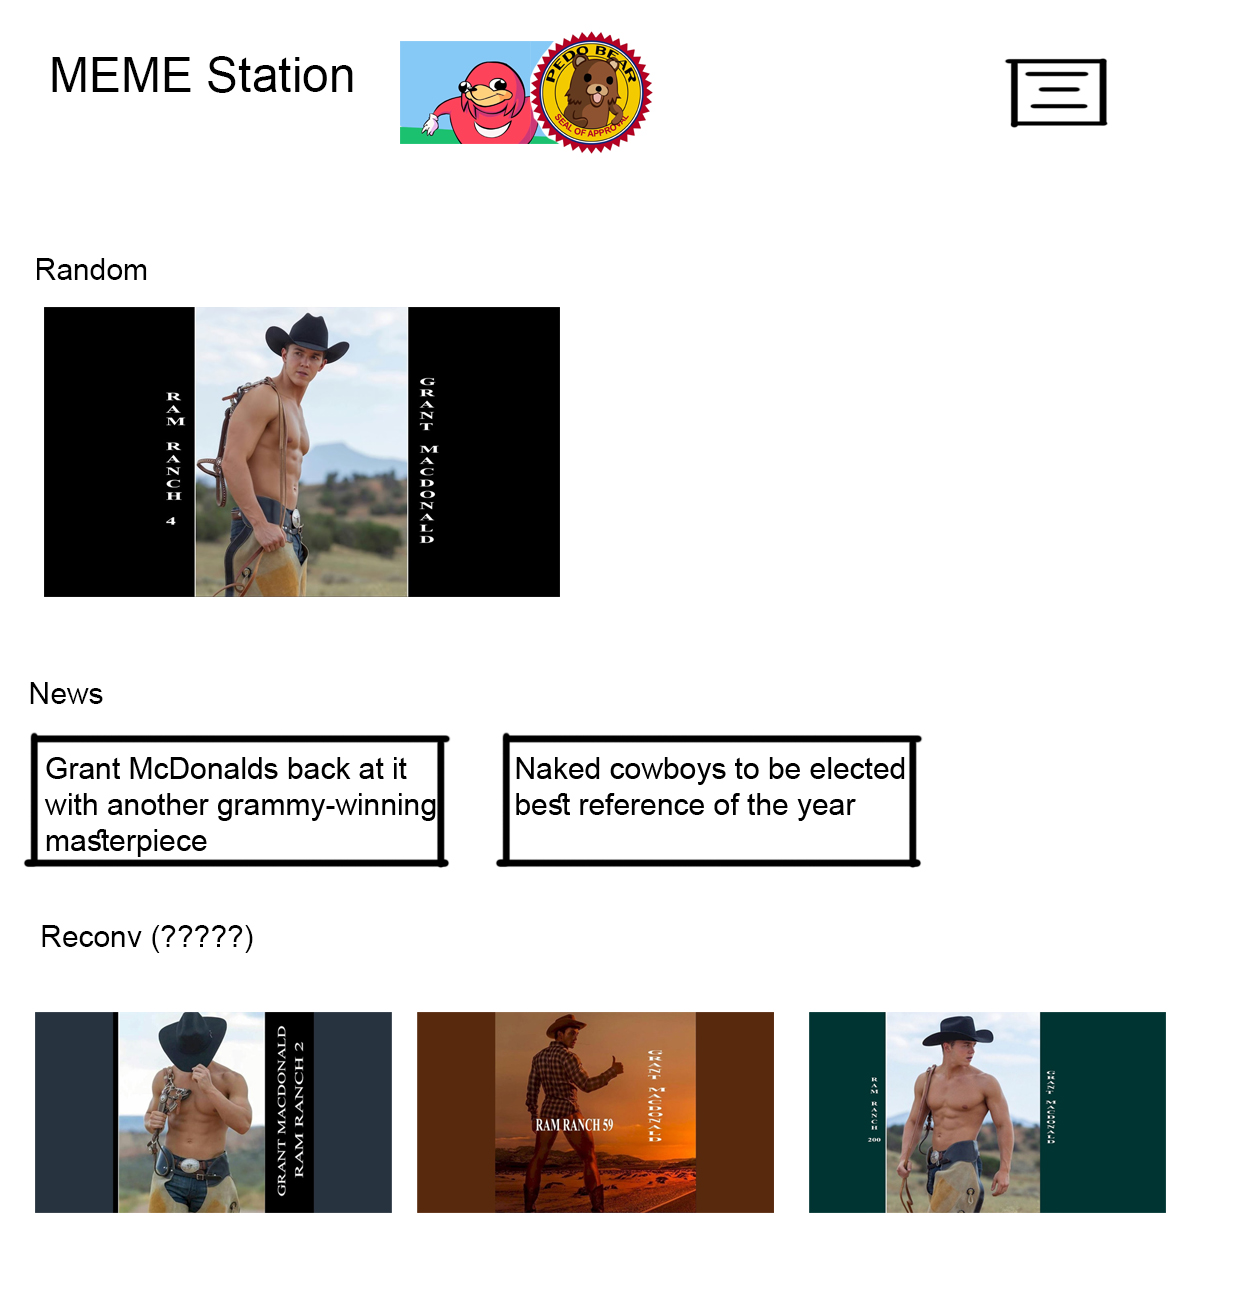 MEME Station
PEDO BEAR
SEAL OF APPROVAL
Random
RAM RANCH 4
GRANT MACDONALD
News
Grant McDonalds back at it
with another grammy-winning
masterpiece
Naked cowboys to be elected
best reference of the year
Reconv (?????)
GRANT MACDONALD
RAM RANCH 2
RAM RANCH 59
GRANT MACDONALD
RAM RANCH 200
GRANT MACDONALD